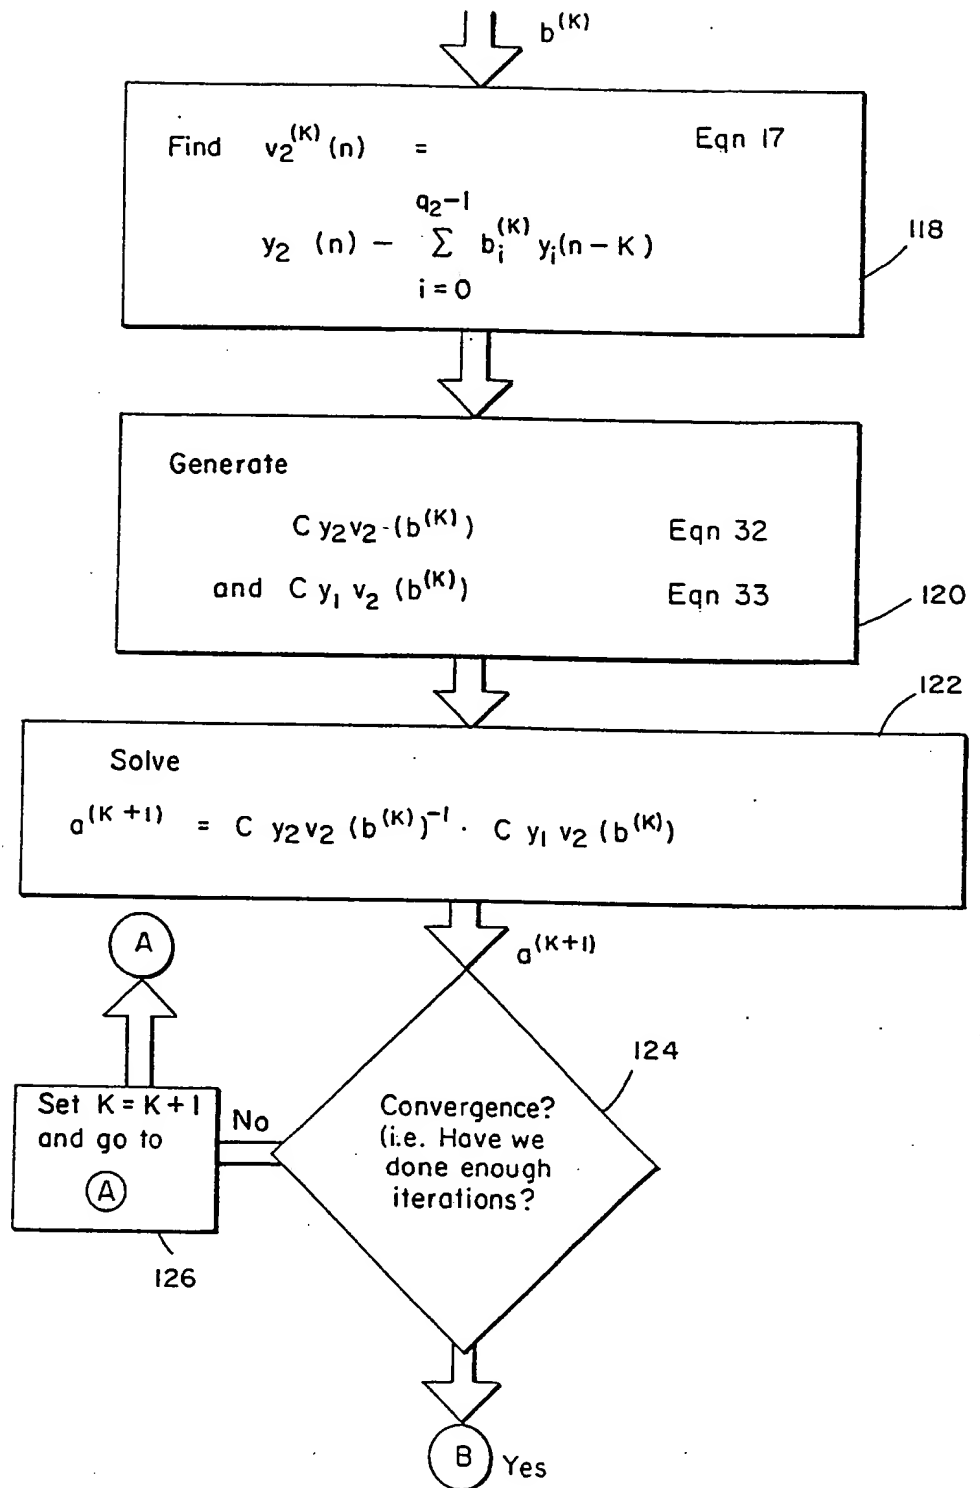 b^(K)
Find v₂^(K) (n) = Eqn 17
q₂-1
y₂ (n) - Σ b_i^(K) y_i(n-K)
i=0
118
Generate
C y₂v₂-(b^(K)) Eqn 32
and C y₁ v₂ (b^(K)) Eqn 33
120
122
Solve
a^(K+1) = C y₂v₂ (b^(K))^-1 · C y₁ v₂ (b^(K))
A
a^(K+1)
124
Set K=K+1
and go to
A
No
Convergence?
(i.e. Have we
done enough
iterations?
126
B Yes